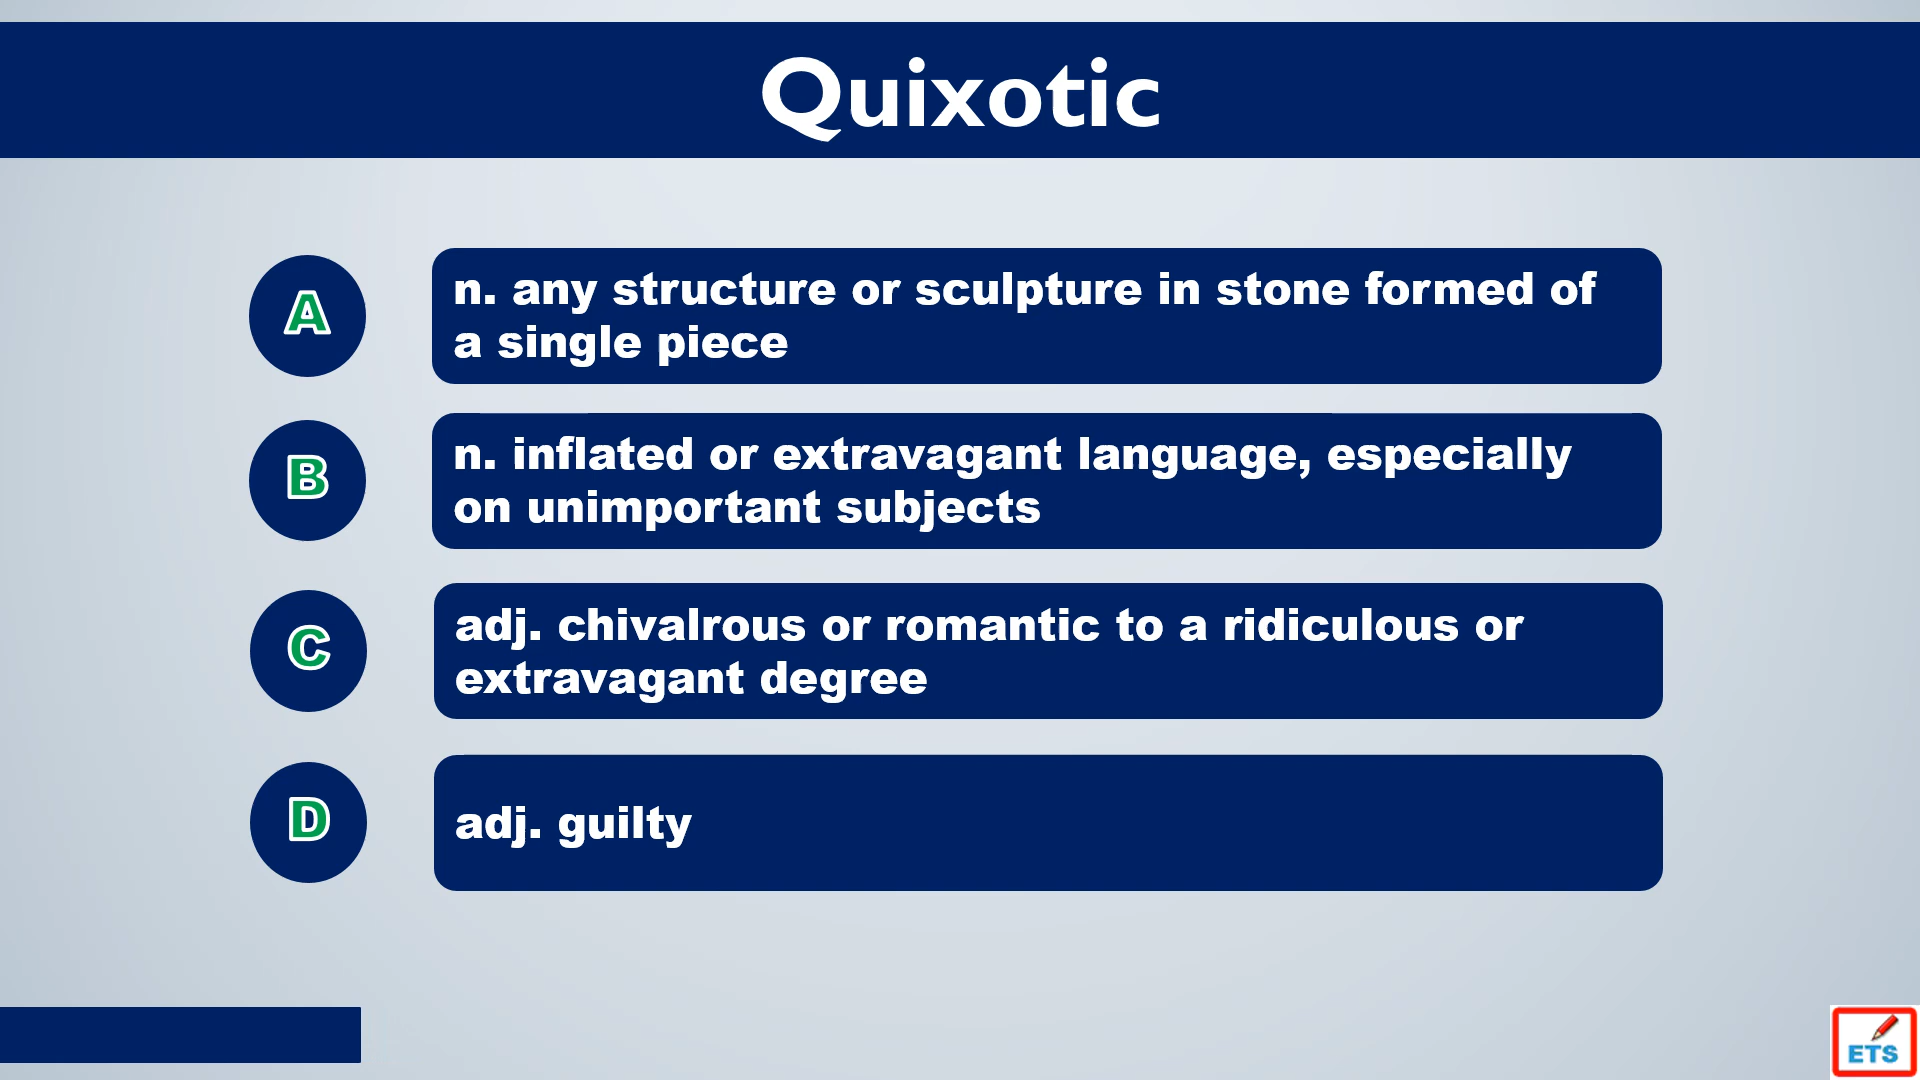 Quixotic
A
n. any structure or sculpture in stone formed of
a single piece
B
n. inflated or extravagant language, especially
on unimportant subjects
C
adj. chivalrous or romantic to a ridiculous or
extravagant degree
D
adj. guilty
ETS